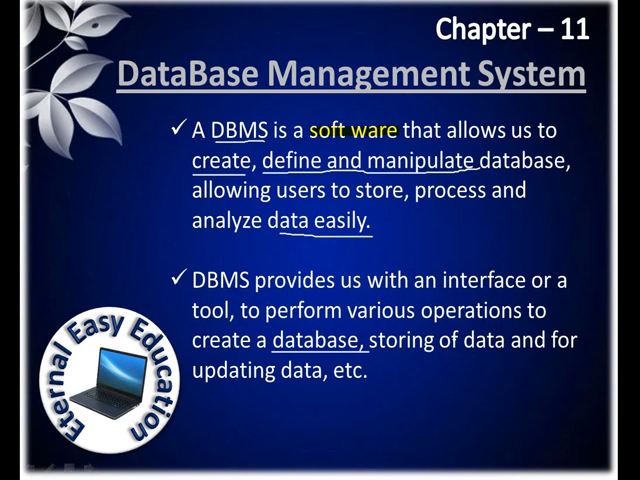 Chapter – 11
DataBase Management System
✓ A DBMS is a soft ware that allows us to
create, define and manipulate database,
allowing users to store, process and
analyze data easily.
✓ DBMS provides us with an interface or a
tool, to perform various operations to
create a database, storing of data and for
updating data, etc.
Eternal Easy Education